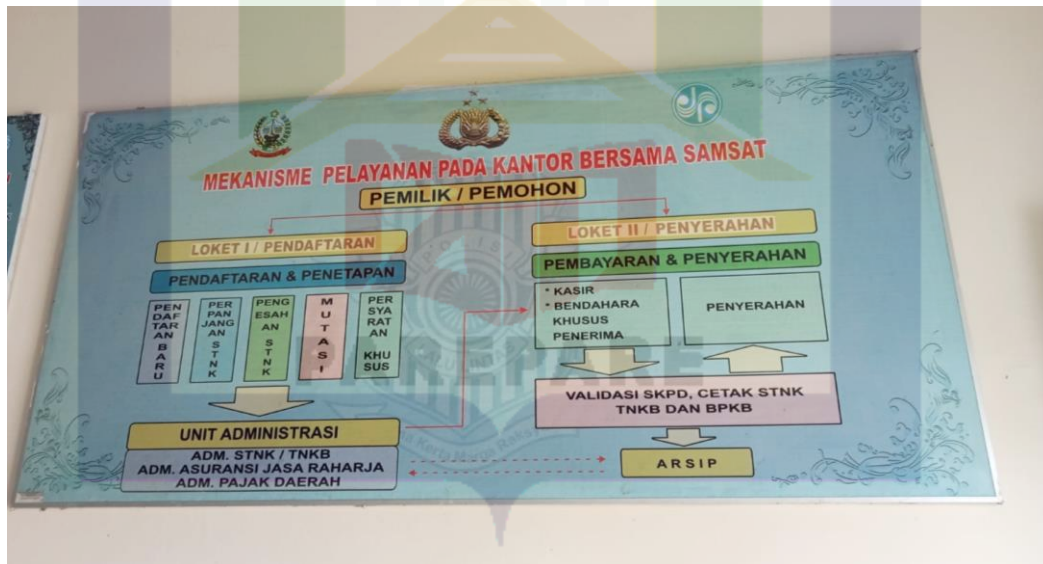 MEKANISME PELAYANAN PADA KANTOR BERSAMA SAMSAT
PEMILIK / PEMOHON
LOKET I / PENDAFTARAN
PENDAFTARAN & PENETAPAN
PEN
DAF
TAR
AN
B
A
R
U
PER
PAN
JANG
AN
S
T
N
K
PENG
ESAH
AN
S
T
N
K
M
U
T
A
S
I
PER
SYA
RAT
AN
KHU
SUS
UNIT ADMINISTRASI
ADM. STNK / TNKB
ADM. ASURANSI JASA RAHARJA
ADM. PAJAK DAERAH
LOKET II / PENYERAHAN
PEMBAYARAN & PENYERAHAN
* KASIR
* BENDAHARA
KHUSUS
PENERIMA
PENYERAHAN
VALIDASI SKPD, CETAK STNK
TNKB DAN BPKB
ARSIP
PAREPARE